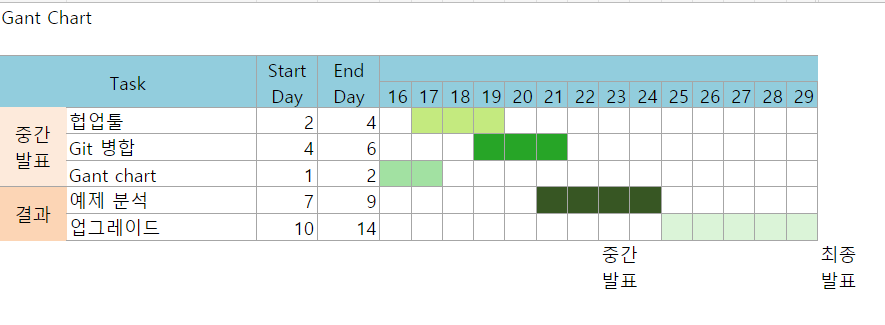 Gant Chart
Task Start Day End Day
16 17 18 19 20 21 22 23 24 25 26 27 28 29
중간 발표
헙업툴 2 4
Git 병합 4 6
Gant chart 1 2
결과
예제 분석 7 9
업그레이드 10 14
중간 최종
발표 발표